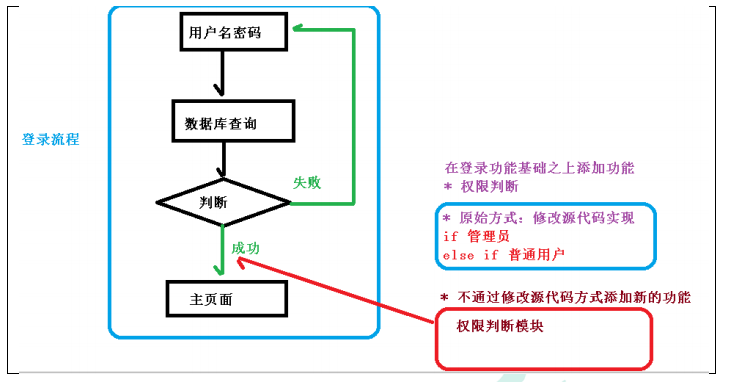 用户名密码
登录流程
数据库查询
失败
判断
成功
主页面
在登录功能基础之上添加功能
* 权限判断
* 原始方式：修改源代码实现
if 管理员
else if 普通用户
* 不通过修改源代码方式添加新的功能
权限判断模块